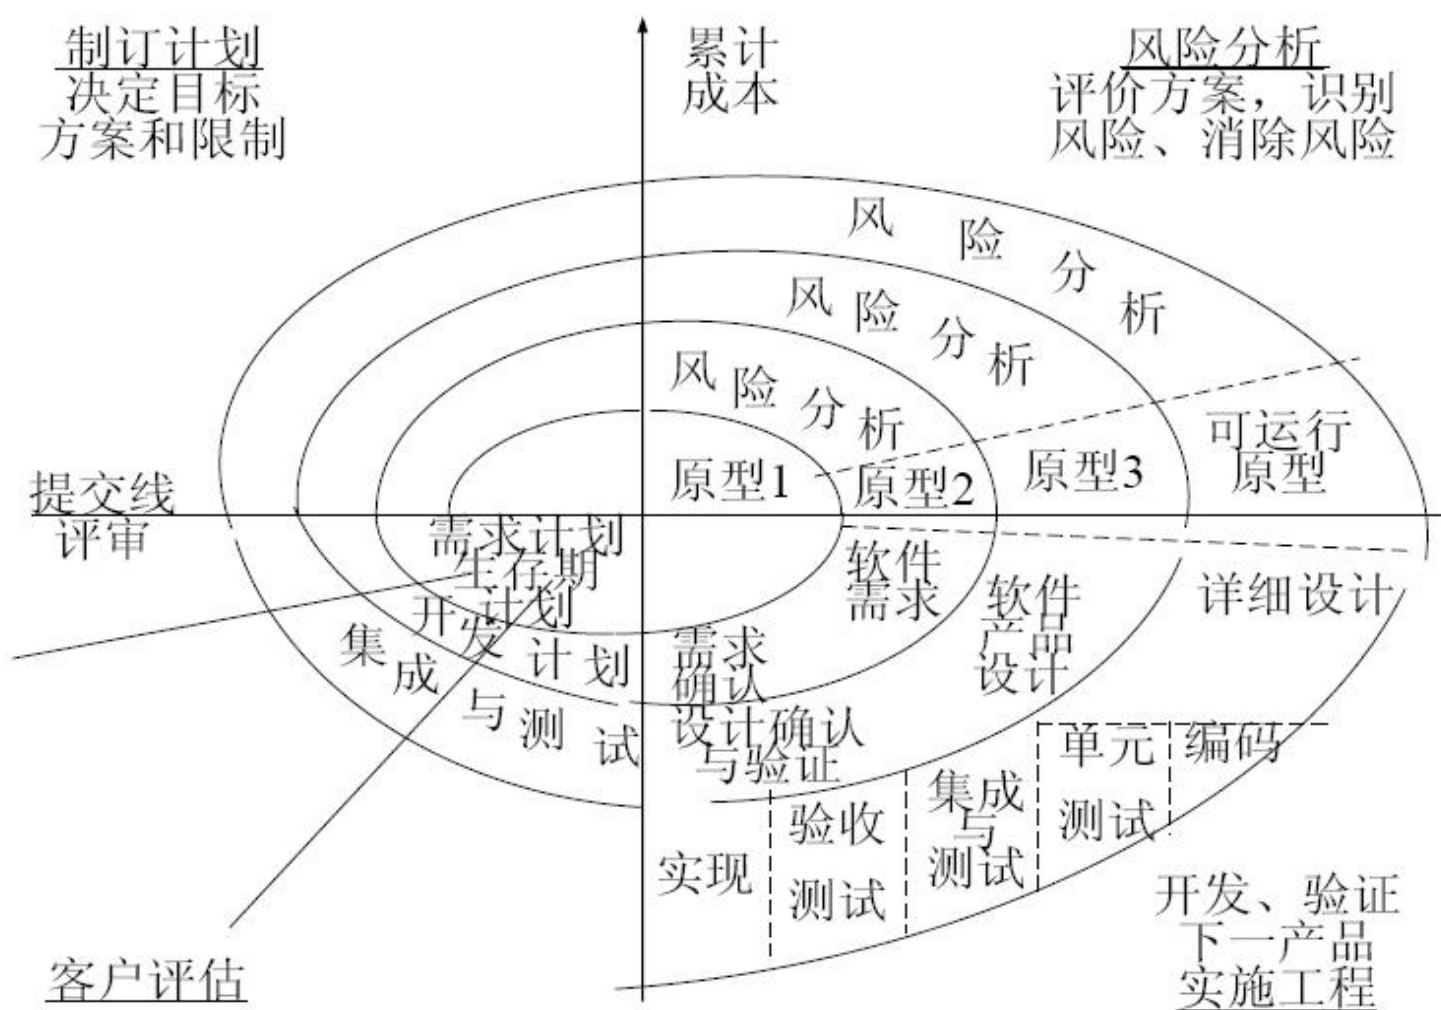 制订计划
决定目标
方案和限制
累计
成本
风险分析
评价方案，识别
风险、消除风险
风险分析
风险分析
风险分析
原型1
原型2
原型3
可运行
原型
提交线
评审
需求计划
生存期
计划
开发计划
集成与测试
软件
需求
软件
产品
设计
详细设计
需求
确认
设计确认
与验证
实现
验收
测试
集成
与
测试
单元
测试
编码
客户评估
开发、验证
下一产品
实施工程